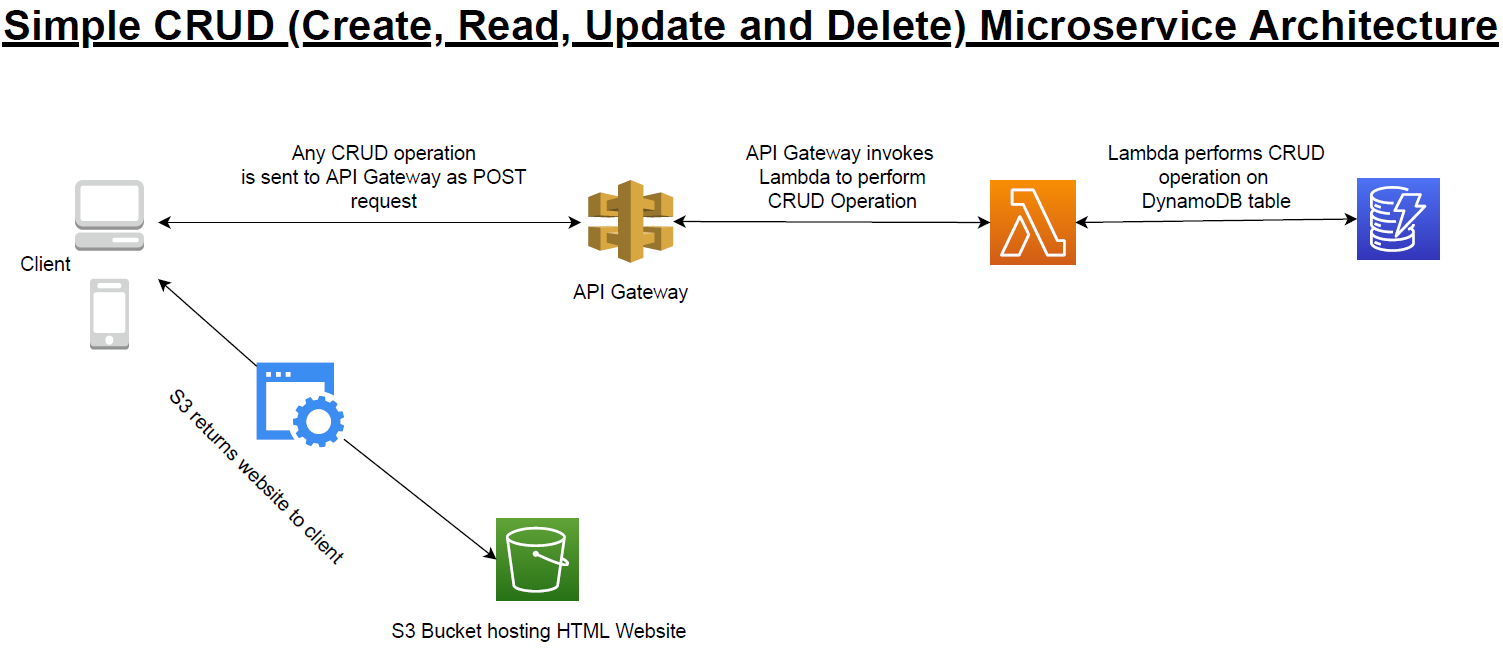 Simple CRUD (Create, Read, Update and Delete) Microservice Architecture
Any CRUD operation
is sent to API Gateway as POST
request
API Gateway invokes
Lambda to perform
CRUD Operation
Lambda performs CRUD
operation on
DynamoDB table
Client
API Gateway
S3 returns website to client
S3 Bucket hosting HTML Website